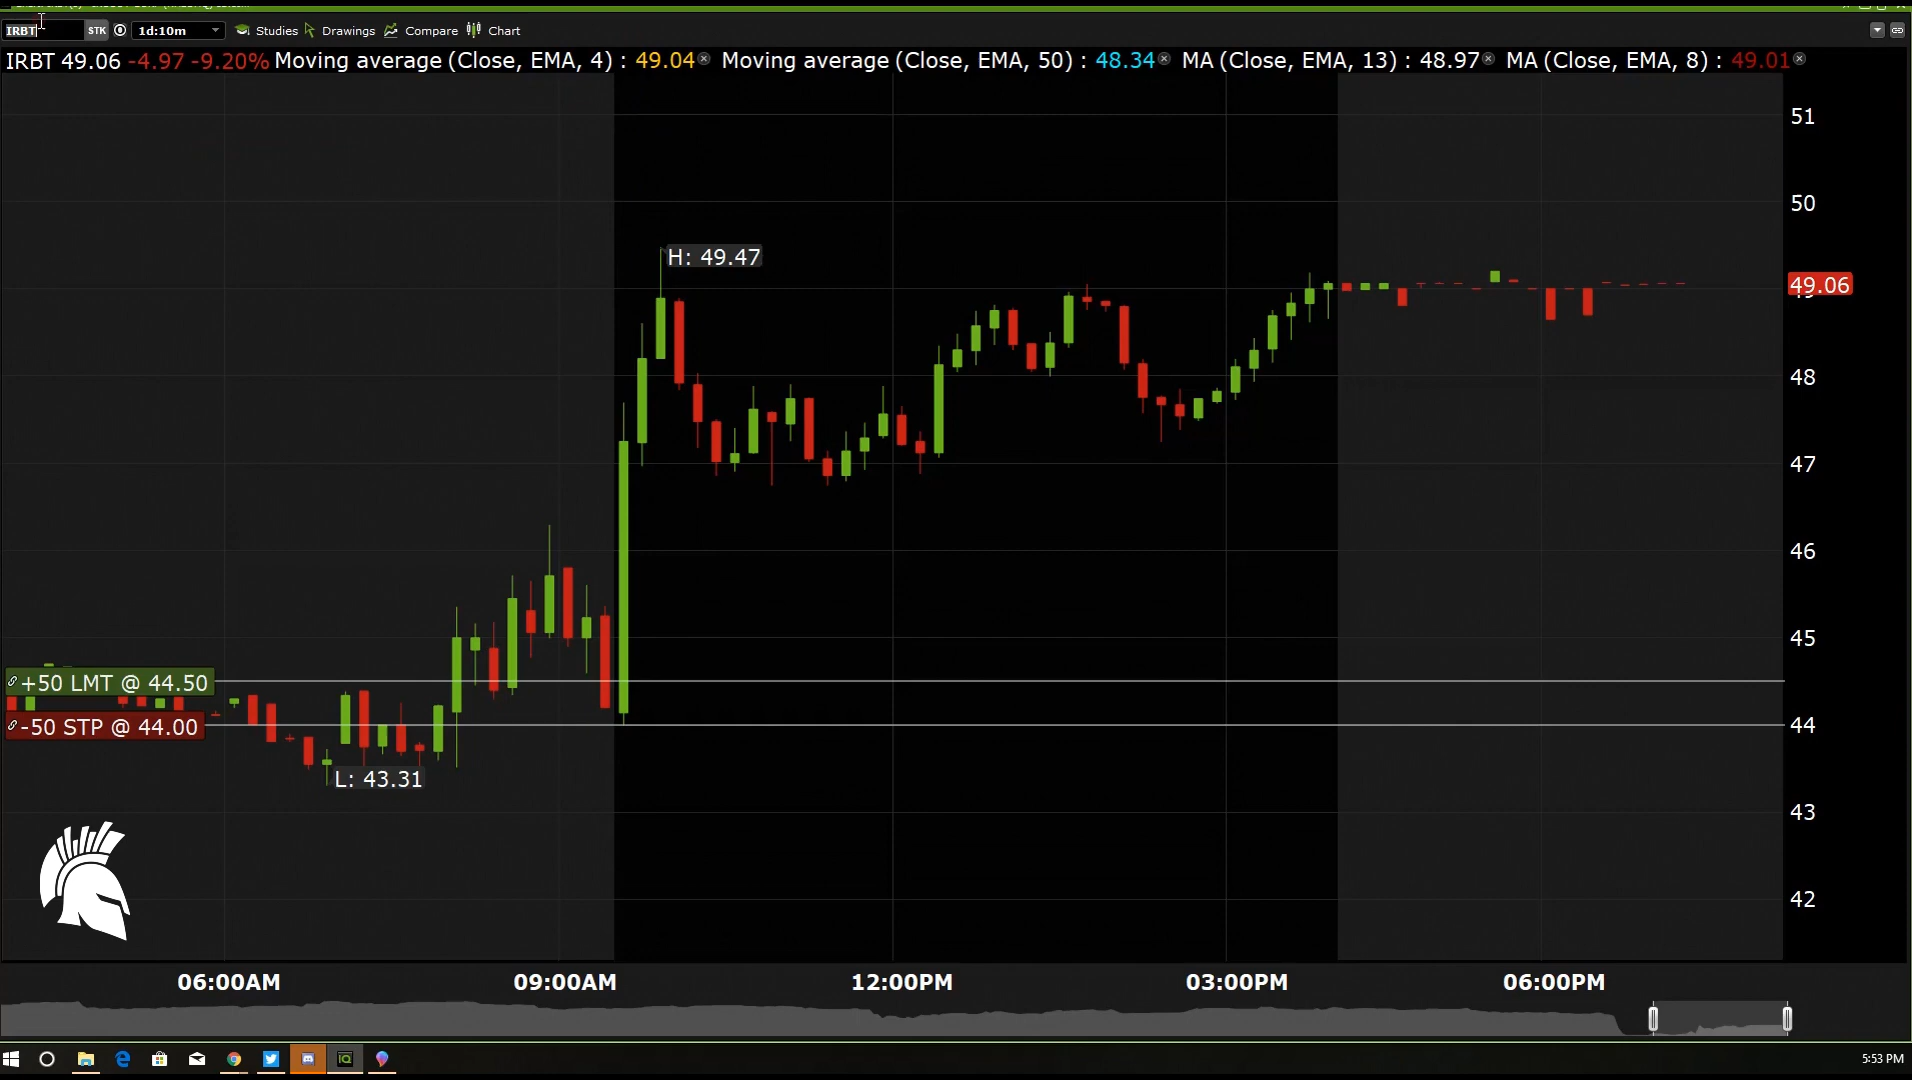 IRBT STK 1d:10m Studies Drawings Compare Chart
IRBT 49.06 -4.97 -9.20% Moving average (Close, EMA, 4) : 49.04 Moving average (Close, EMA, 50) : 48.34 MA (Close, EMA, 13) : 48.97 MA (Close, EMA, 8) : 49.01
51
50
H: 49.47
49.06
48
47
46
45
+50 LMT @ 44.50
-50 STP @ 44.00
44
L: 43.31
43
42
06:00AM 09:00AM 12:00PM 03:00PM 06:00PM
5:53 PM